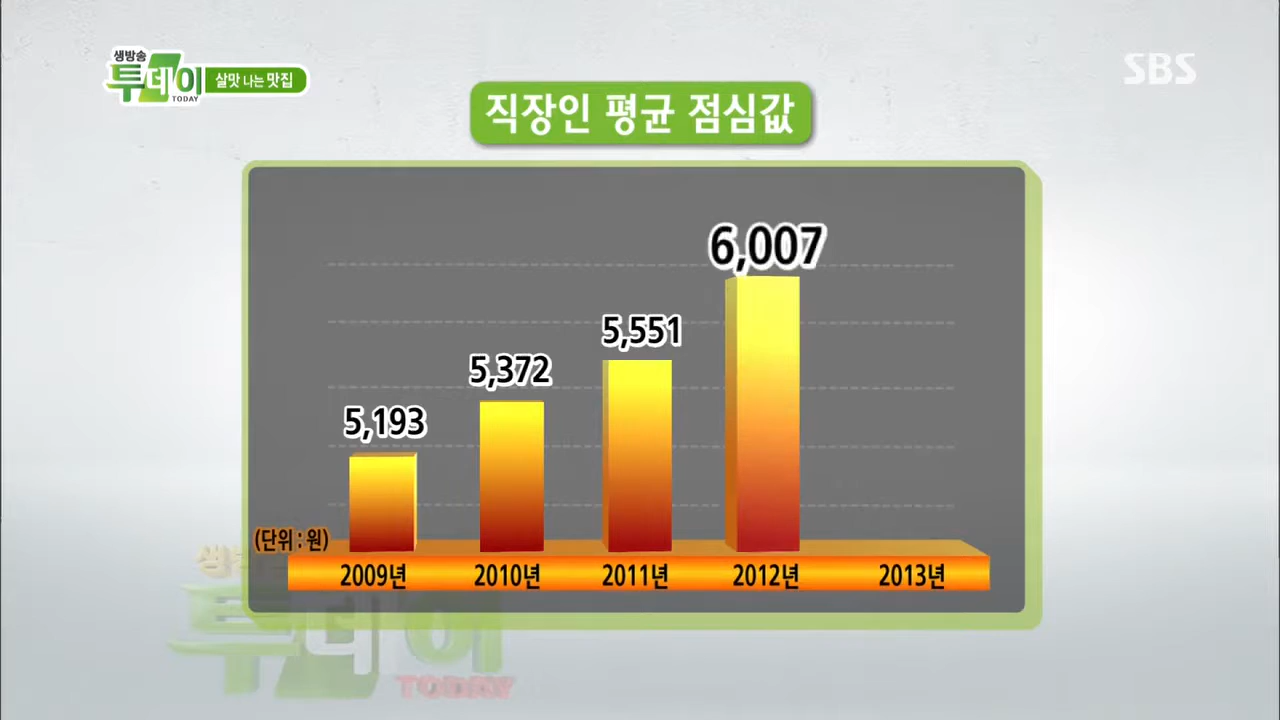 생방송
투데이
TODAY
살맛 나는 맛집
SBS
직장인 평균 점심값
6,007
5,551
5,372
5,193
(단위 : 원)
2009년 2010년 2011년 2012년 2013년
투데이
TODAY